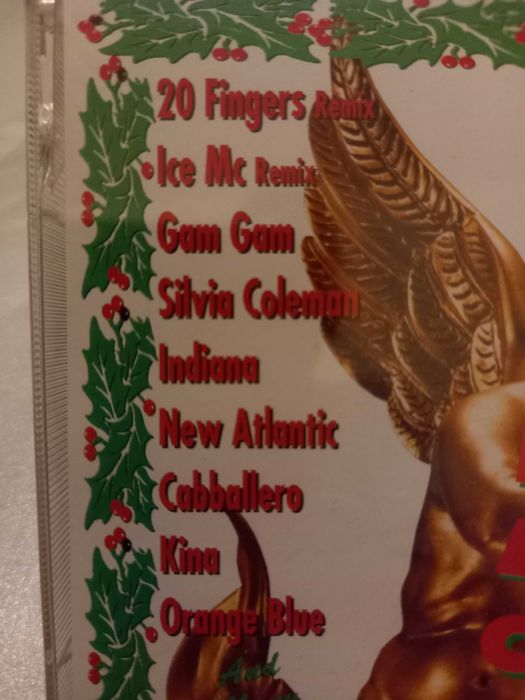 20 Fingers Remix
Ice Mc Remix
Gam Gam
Silvia Coleman
Indiana
New Atlantic
Cabballero
Kina
Orange Blue
And